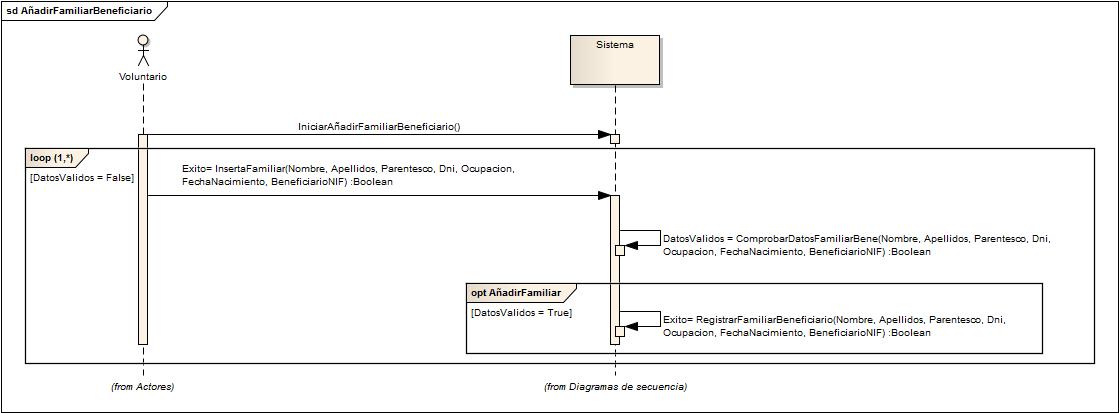 sd AñadirFamiliarBeneficiario
Voluntario
Sistema
IniciarAñadirFamiliarBeneficiario()
loop (1,*)
[DatosValidos = False]
Exito= InsertaFamiliar(Nombre, Apellidos, Parentesco, Dni, Ocupacion,
FechaNacimiento, BeneficiarioNIF) :Boolean
DatosValidos = ComprobarDatosFamiliarBene(Nombre, Apellidos, Parentesco, Dni,
Ocupacion, FechaNacimiento, BeneficiarioNIF) :Boolean
opt AñadirFamiliar
[DatosValidos = True]
Exito= RegistrarFamiliarBeneficiario(Nombre, Apellidos, Parentesco, Dni,
Ocupacion, FechaNacimiento, BeneficiarioNIF) :Boolean
(from Actores)
(from Diagramas de secuencia)